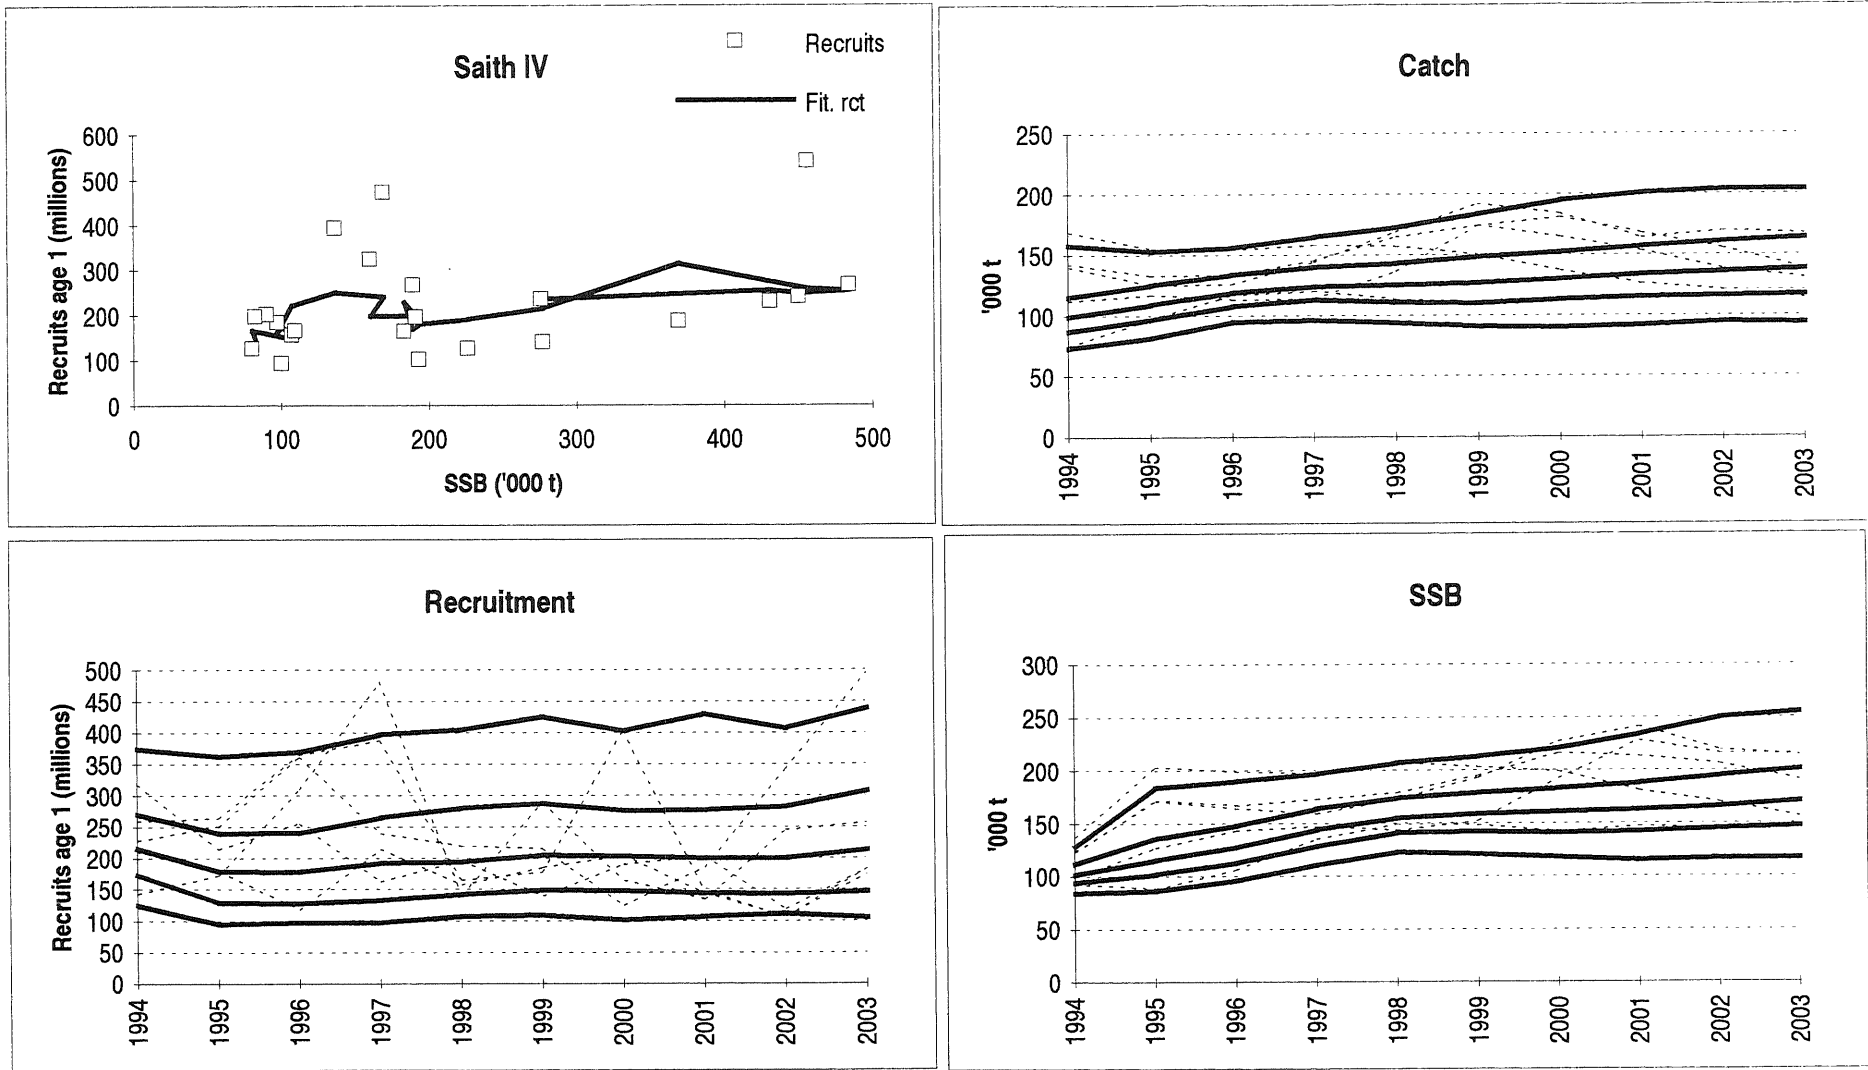 Saith IV
Recruits
Fit. rct
Recruits age 1 (millions)
600
500
400
300
200
100
0
0 100 200 300 400 500
SSB ('000 t)
Catch
'000 t
250
200
150
100
50
0
1994 1995 1996 1997 1998 1999 2000 2001 2002 2003
Recruitment
Recruits age 1 (millions)
500
450
400
350
300
250
200
150
100
50
0
1994 1995 1996 1997 1998 1999 2000 2001 2002 2003
SSB
'000 t
300
250
200
150
100
50
0
1994 1995 1996 1997 1998 1999 2000 2001 2002 2003